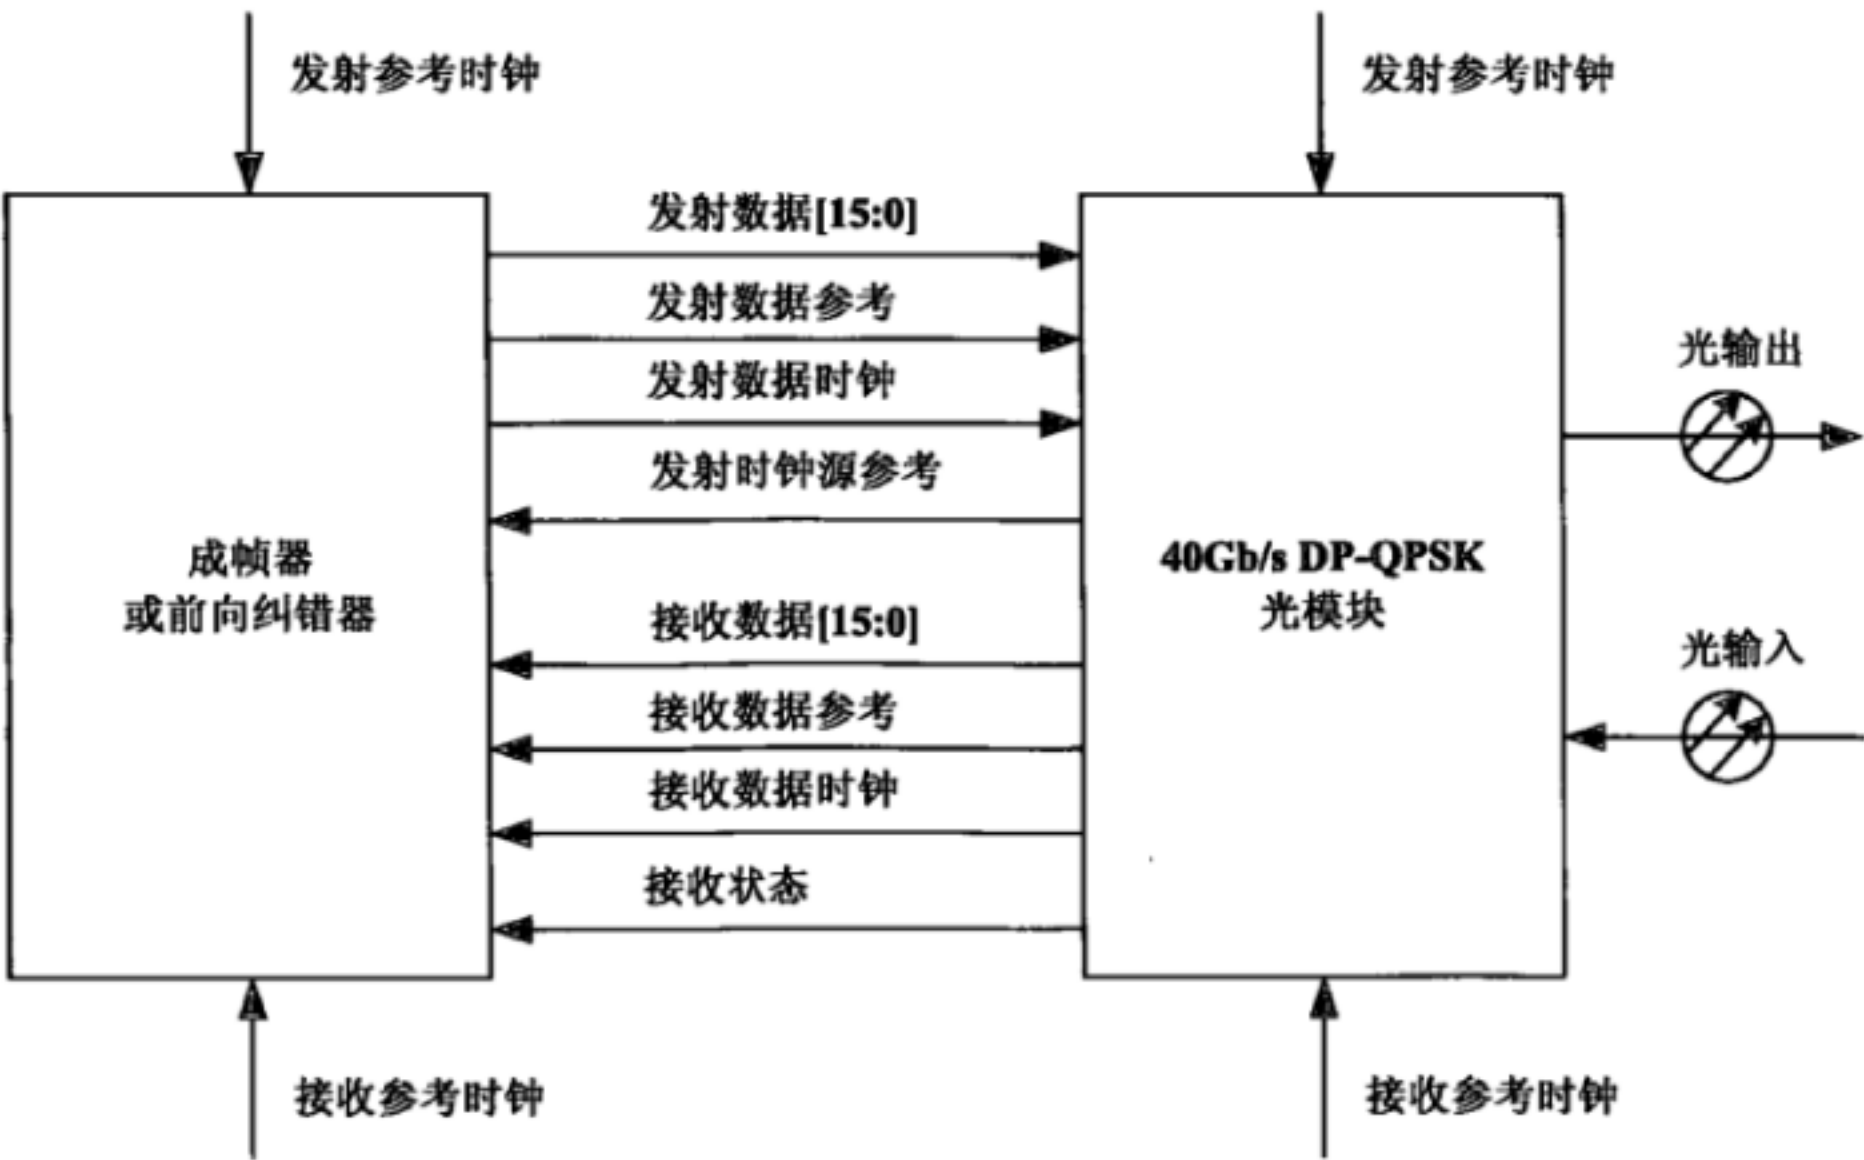 发射参考时钟
发射参考时钟
发射数据[15:0]
发射数据参考
发射数据时钟
发射时钟源参考
接收数据[15:0]
接收数据参考
接收数据时钟
接收状态
成帧器
或前向纠错器
40Gb/s DP-QPSK
光模块
光输出
光输入
接收参考时钟
接收参考时钟